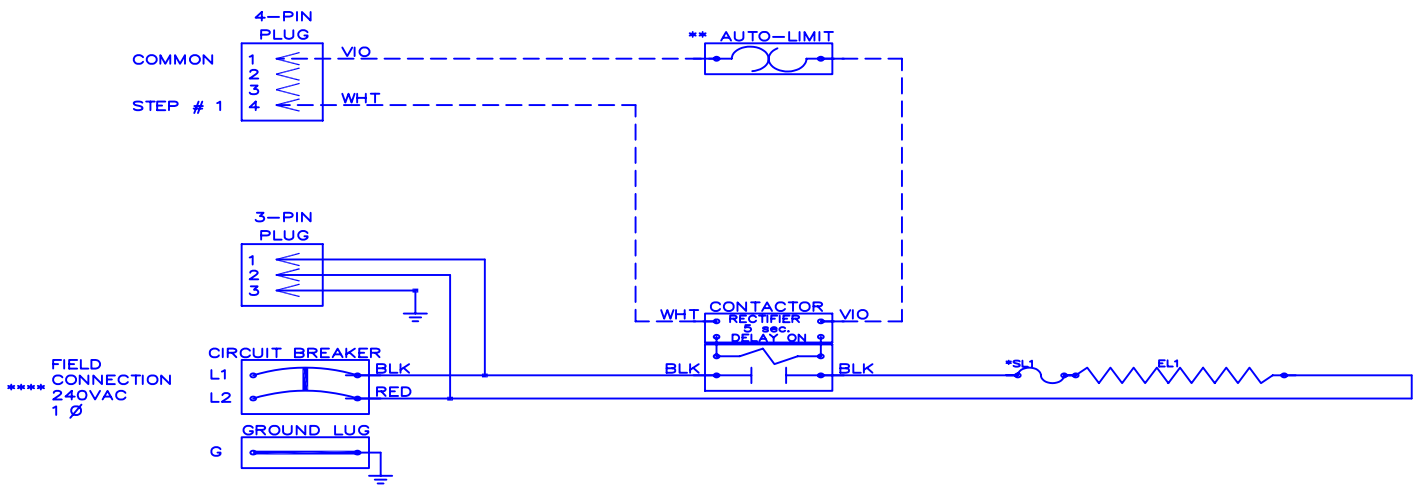 4-PIN
PLUG
** AUTO-LIMIT
COMMON 1 VIO
2
3
STEP # 1 4 WHT
3-PIN
PLUG
1
2
3
CONTACTOR
WHT RECTIFIER VIO
5 sec.
DELAY ON
CIRCUIT BREAKER
FIELD
**** CONNECTION
240VAC
1 Ø
L1 BLK BLK BLK *SL1 EL1
L2 RED
GROUND LUG
G